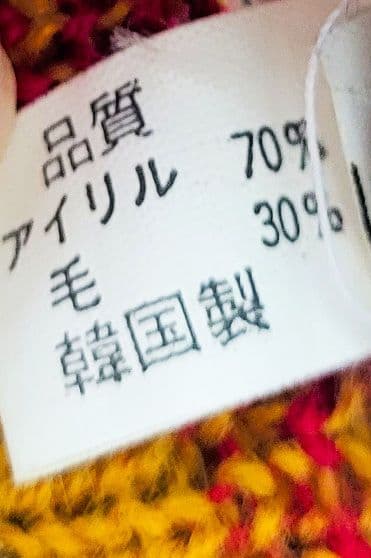 品質
アイリル 70%
毛 30%
韓国製